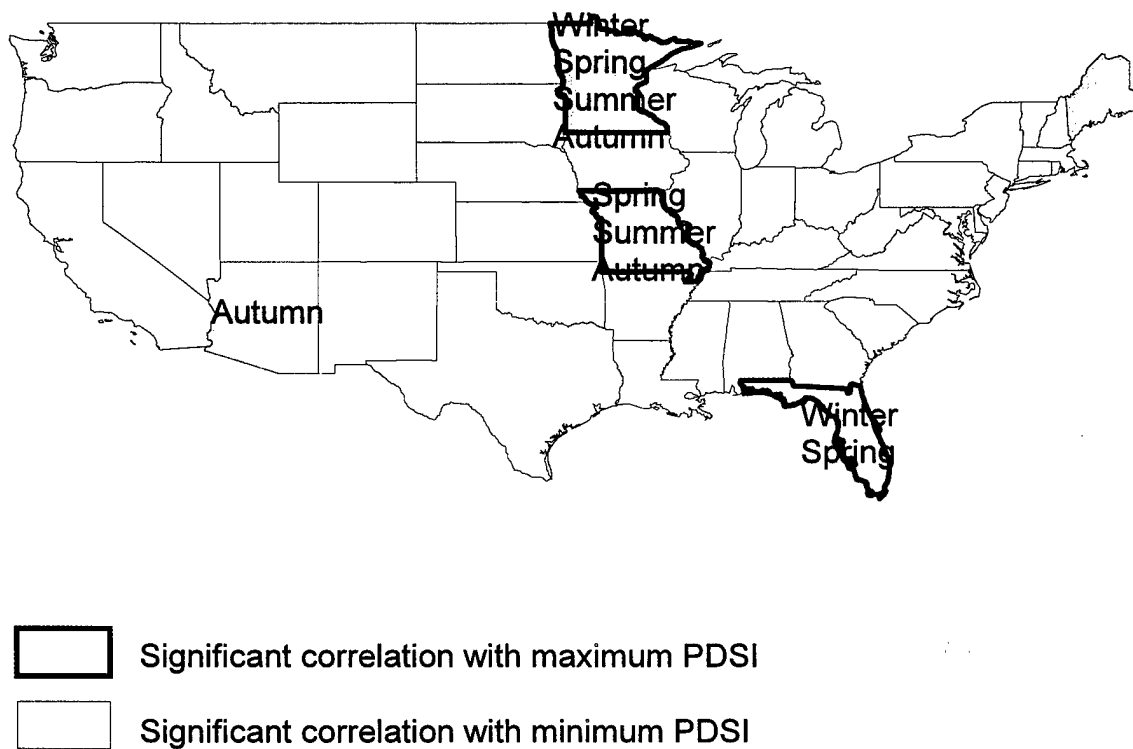 Winter
Spring
Summer
Autumn
Spring
Summer
Autumn
Autumn
Winter
Spring
Significant correlation with maximum PDSI
Significant correlation with minimum PDSI